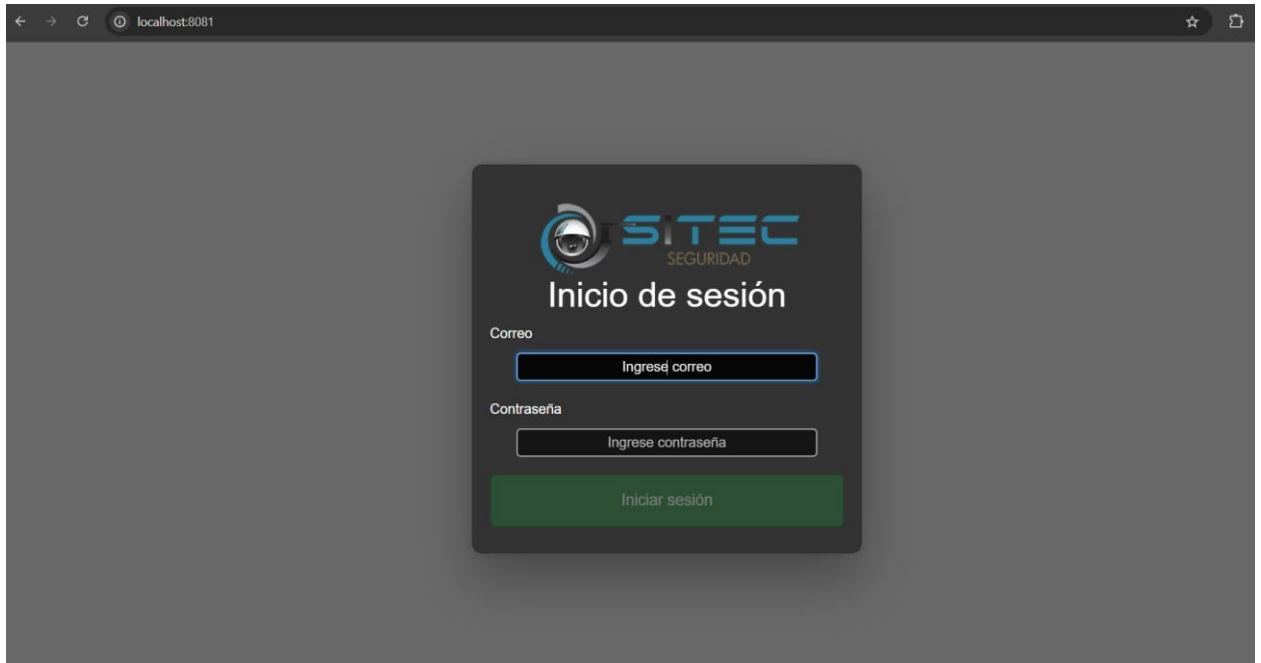 localhost:8081
SITEC
SEGURIDAD
Inicio de sesión
Correo
Ingrese correo
Contraseña
Ingrese contraseña
Iniciar sesión